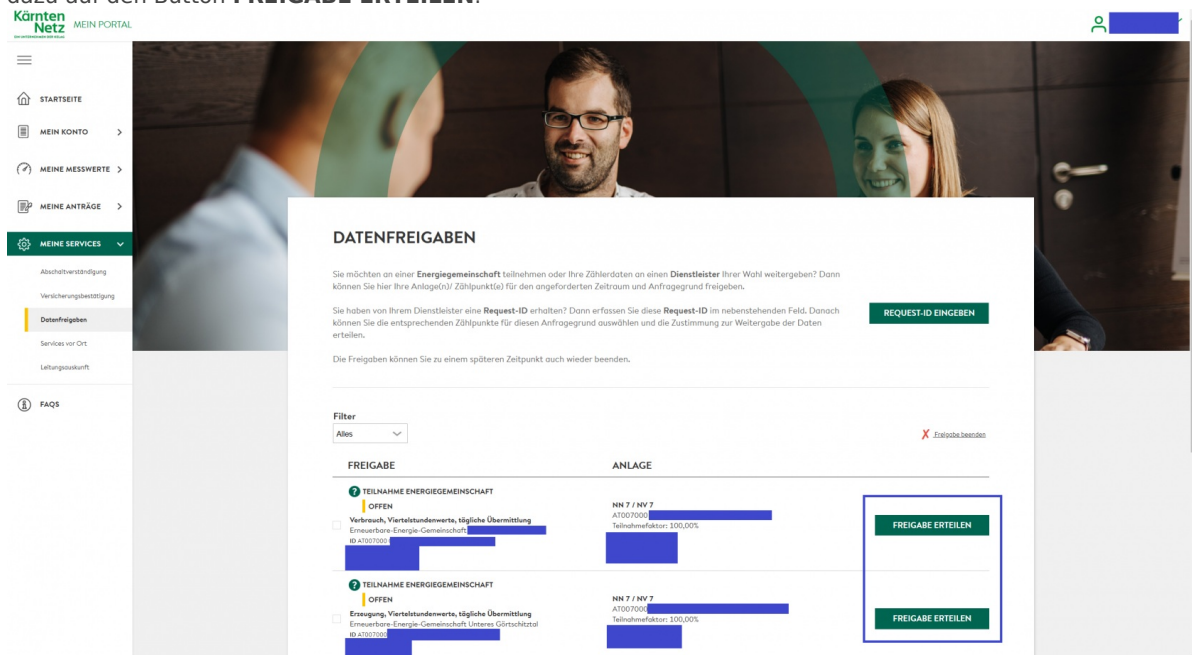 dazu auf den Button FREIGABE ERTEILEN.
Kärnten
Netz MEIN PORTAL
STARTSEITE
MEIN KONTO
MEINE MESSWERTE
MEINE ANTRÄGE
MEINE SERVICES
Abschaltverständigung
Versicherungsbestätigung
Datenfreigaben
Services vor Ort
Leitungsauskunft
FAQS
DATENFREIGABEN
Sie möchten an einer Energiegemeinschaft teilnehmen oder Ihre Zählerdaten an einen Dienstleister Ihrer Wahl weitergeben? Dann
können Sie hier Ihre Anlage(n)/ Zählpunkt(e) für den angeforderten Zeitraum und Anfragegrund freigeben.
Sie haben von Ihrem Dienstleister eine Request-ID erhalten? Dann erfassen Sie diese Request-ID im nebenstehenden Feld. Danach
können Sie die entsprechenden Zählpunkte für diesen Anfragegrund auswählen und die Zustimmung zur Weitergabe der Daten
erteilen.
REQUEST-ID EINGEBEN
Die Freigaben können Sie zu einem späteren Zeitpunkt auch wieder beenden.
Filter
Alles
X Freigabe beenden
FREIGABE ANLAGE
? TEILNAHME ENERGIEGEMEINSCHAFT
OFFEN
Verbrauch, Viertelstundenwerte, tägliche Übermittlung
Erneuerbare-Energie-Gemeinschaft
ID AT007000
NN 7 / NV 7
AT007000
Teilnahmefaktor: 100,00%
FREIGABE ERTEILEN
? TEILNAHME ENERGIEGEMEINSCHAFT
OFFEN
Erzeugung, Viertelstundenwerte, tägliche Übermittlung
Erneuerbare-Energie-Gemeinschaft Unteres Görtschitztal
ID AT007000
NN 7 / NV 7
AT007000
Teilnahmefaktor: 100,00%
FREIGABE ERTEILEN